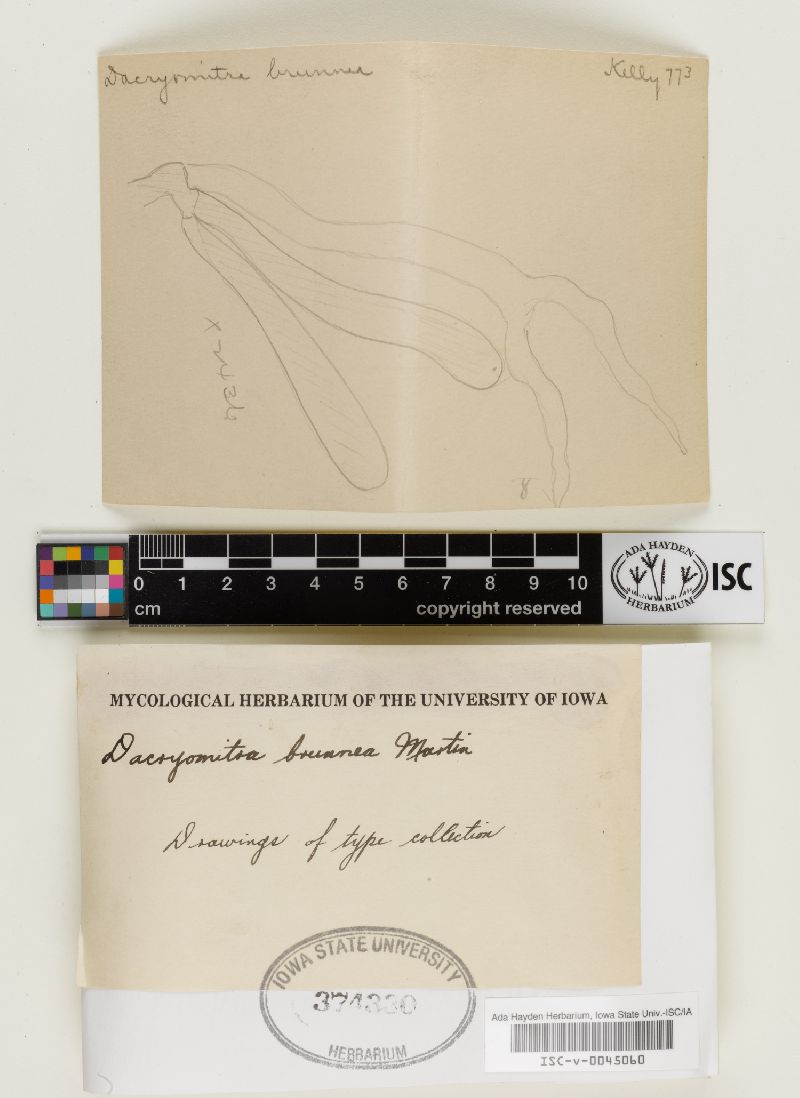 Dacryomitra brunnea
Kelly 773
X-2436
8
0 1 2 3 4 5 6 7 8 9 10
cm
copyright reserved
ADA HAYDEN
HERBARIUM
ISC
MYCOLOGICAL HERBARIUM OF THE UNIVERSITY OF IOWA
Dacryomitra brunnea Martin
Drawings of type collection
IOWA STATE UNIVERSITY
374330
HERBARIUM
Ada Hayden Herbarium, Iowa State Univ.-ISC/IA
ISC-v-0045060